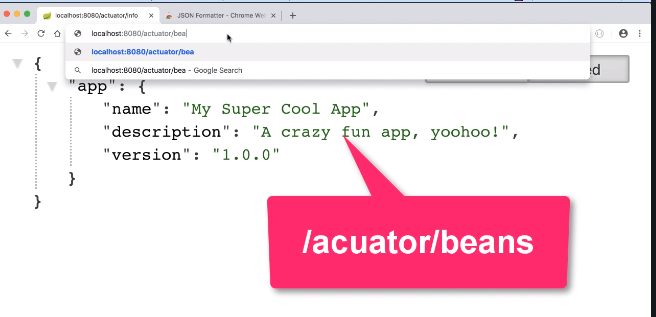 localhost:8080/actuator/info
JSON Formatter - Chrome We
localhost:8080/actuator/bea
localhost:8080/actuator/bea
localhost:8080/actuator/bea - Google Search
{
"app": {
"name": "My Super Cool App",
"description": "A crazy fun app, yoohoo!",
"version": "1.0.0"
}
}
/acuator/beans